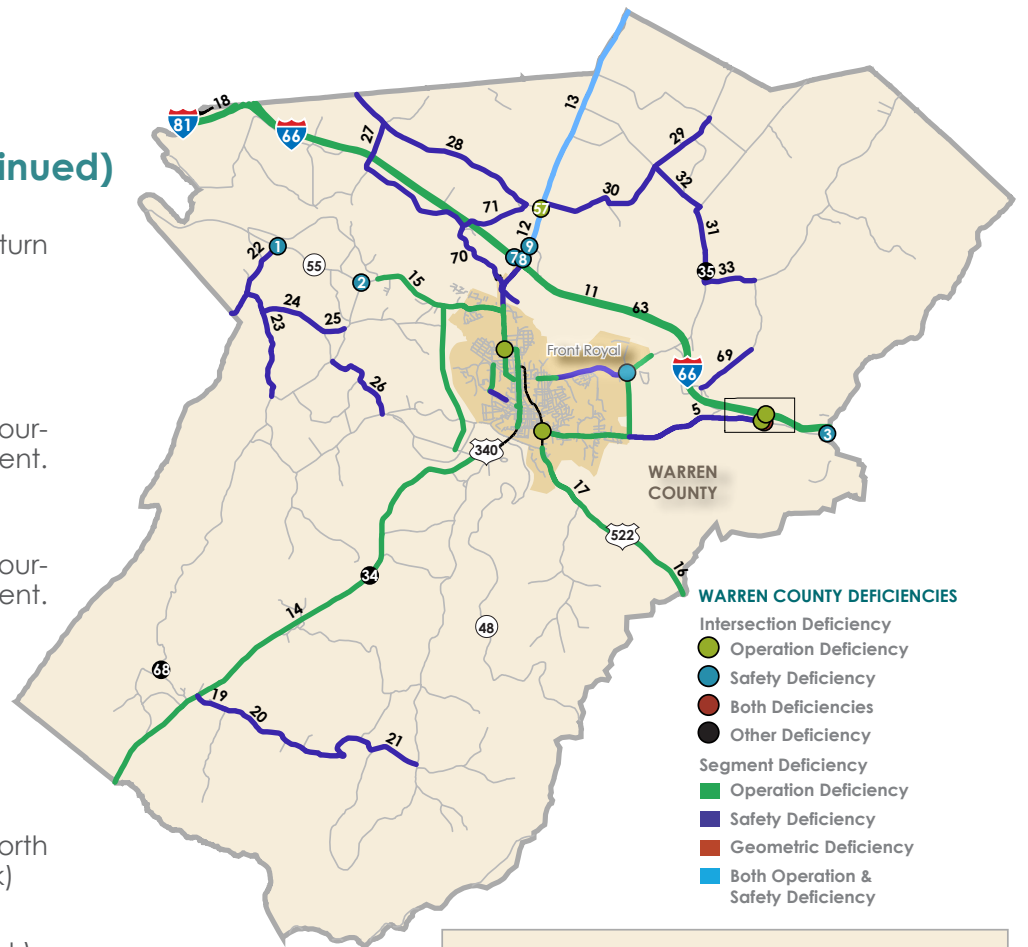 inued)
turn
our-
ent.
our-
ent.
orth
k)
18
81
66
13
27
28
29
30
32
31
71
12
57
9
7 8
70
35
33
22
1
55
2
15
11
63
24
25
23
26
Front Royal
66
69
5
3
340
WARREN
COUNTY
17
522
16
34
14
48
68
19
20
21
WARREN COUNTY DEFICIENCIES
Intersection Deficiency
Operation Deficiency
Safety Deficiency
Both Deficiencies
Other Deficiency
Segment Deficiency
Operation Deficiency
Safety Deficiency
Geometric Deficiency
Both Operation &
Safety Deficiency